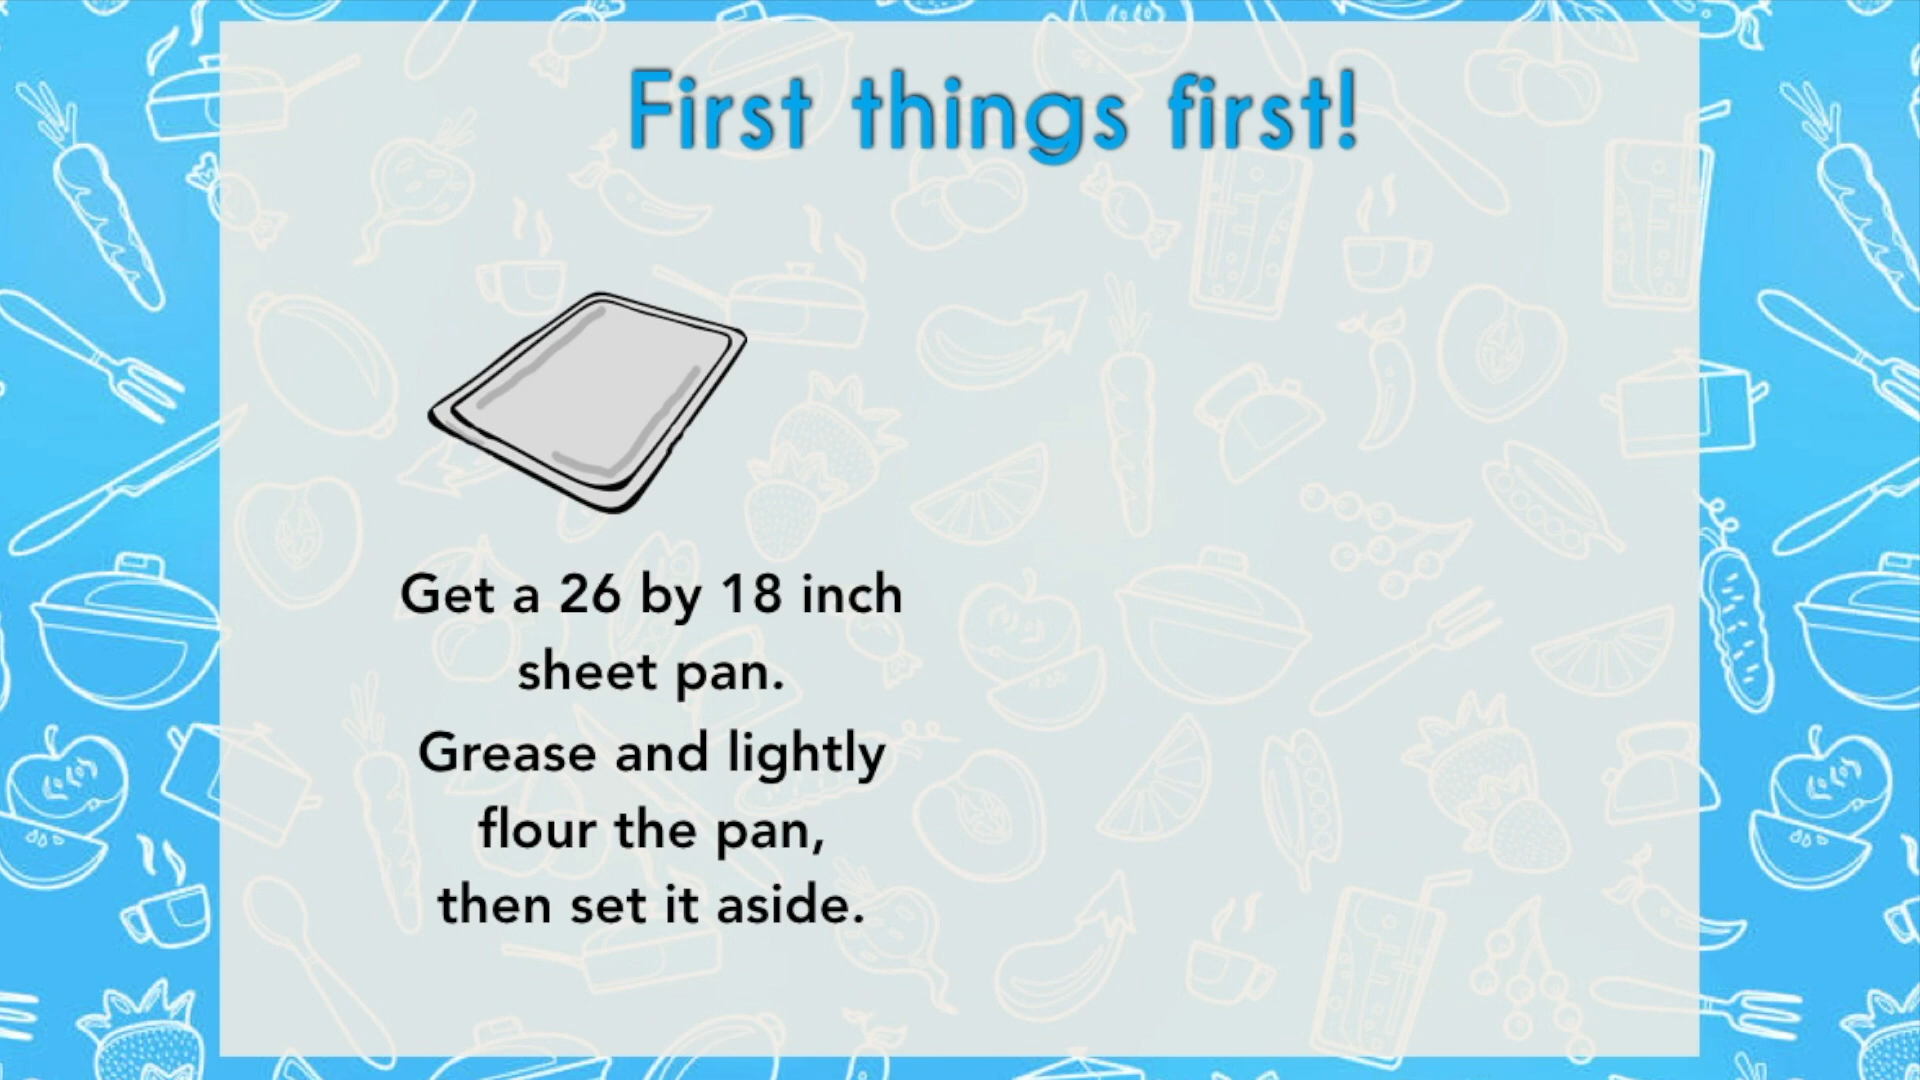 First things first!
Get a 26 by 18 inch
sheet pan.
Grease and lightly
flour the pan,
then set it aside.